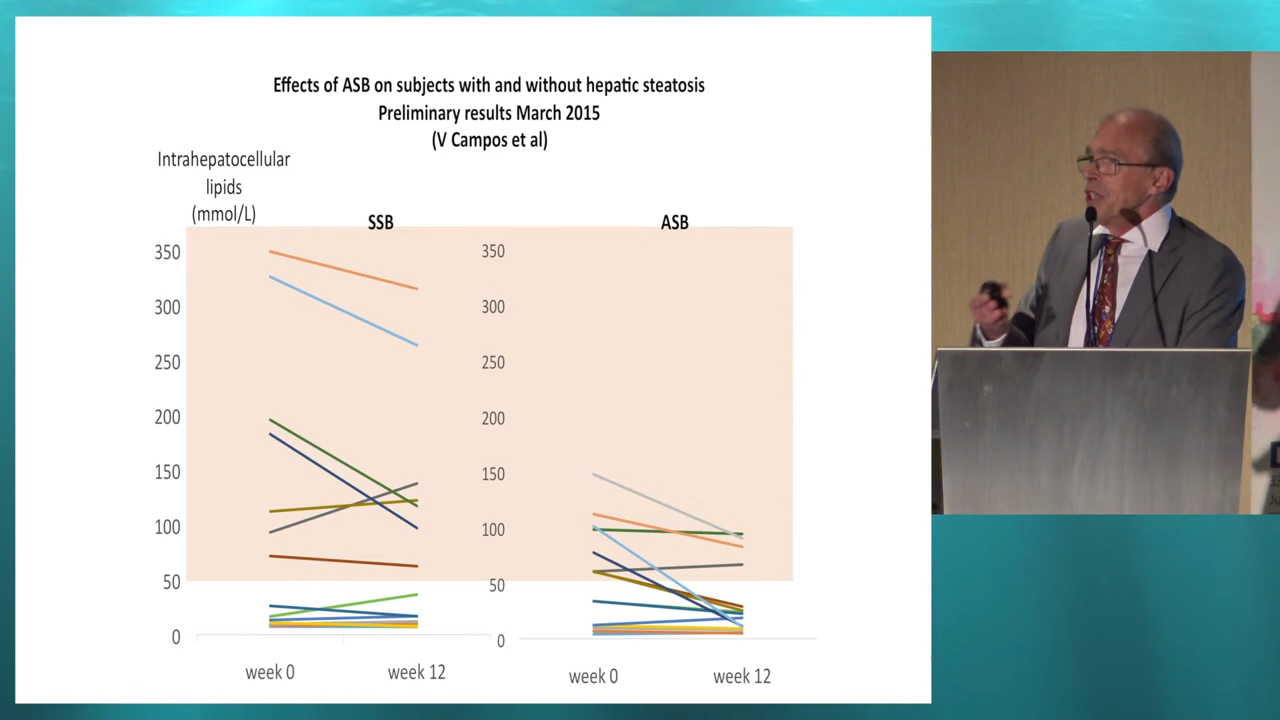 Effects of ASB on subjects with and without hepatic steatosis
Preliminary results March 2015
(V Campos et al)
Intrahepatocellular
lipids
(mmol/L)
SSB
ASB
350
300
250
200
150
100
50
0
350
300
250
200
150
100
50
0
week 0
week 12
week 0
week 12